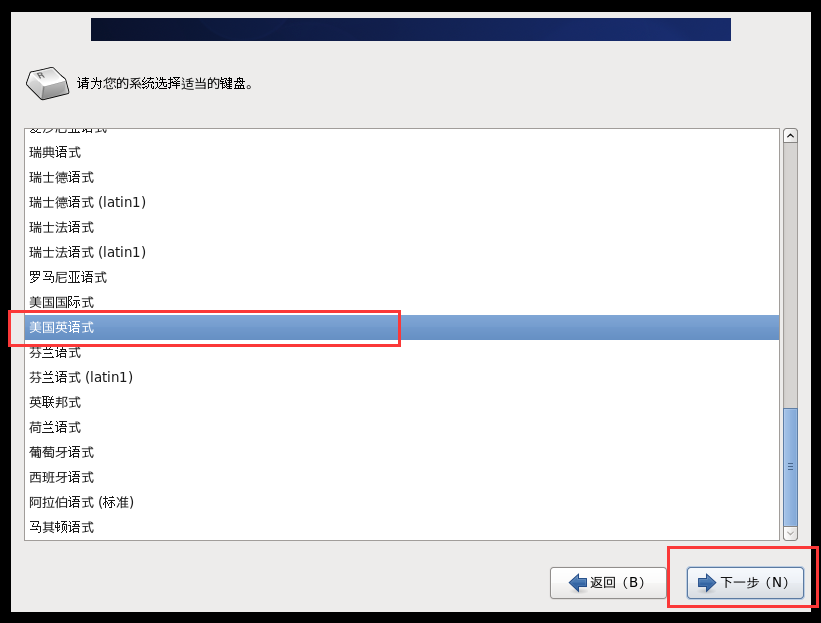 R
请为您的系统选择适当的键盘。
瑞典语式
瑞士德语式
瑞士德语式 (latin1)
瑞士法语式
瑞士法语式 (latin1)
罗马尼亚语式
美国国际式
美国英语式
芬兰语式
芬兰语式 (latin1)
英联邦式
荷兰语式
葡萄牙语式
西班牙语式
阿拉伯语式 (标准)
马其顿语式
返回（B）
下一步（N）